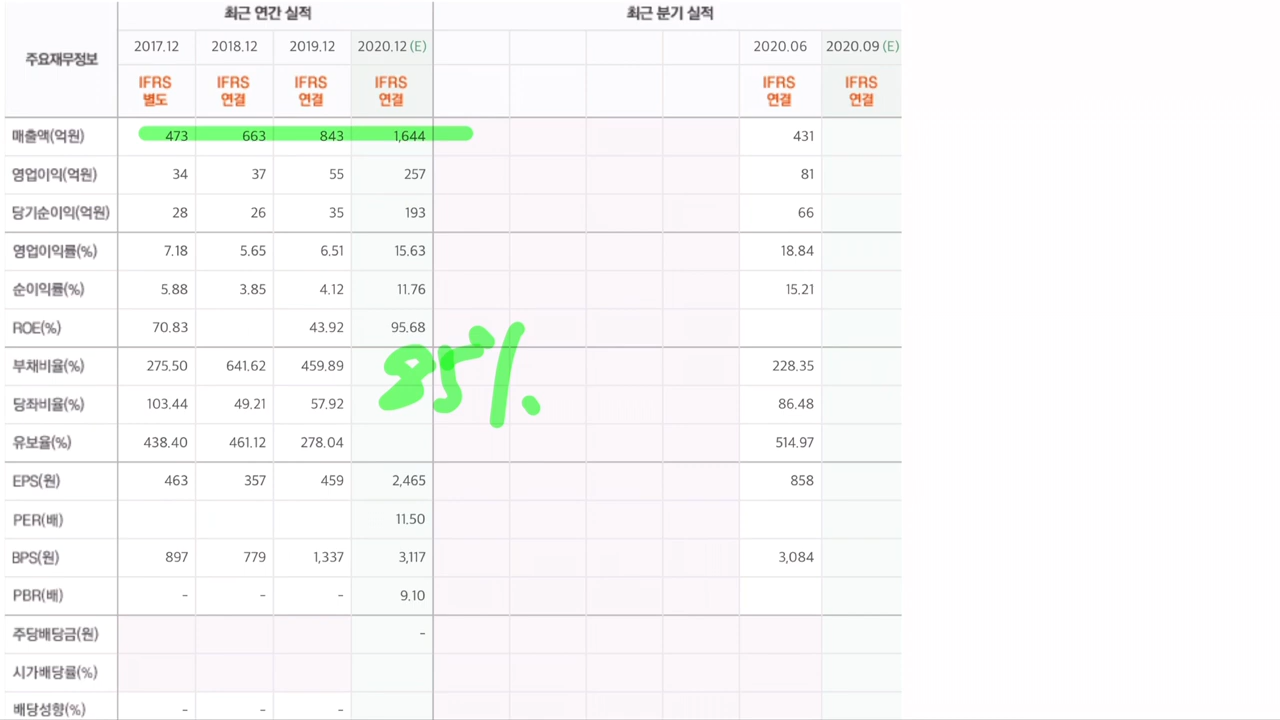 최근 연간 실적 최근 분기 실적
주요재무정보 2017.12 2018.12 2019.12 2020.12 (E) 2020.06 2020.09 (E)
IFRS IFRS IFRS IFRS IFRS IFRS
별도 연결 연결 연결 연결 연결
매출액(억원) 473 663 843 1,644 431
영업이익(억원) 34 37 55 257 81
당기순이익(억원) 28 26 35 193 66
영업이익률(%) 7.18 5.65 6.51 15.63 18.84
순이익률(%) 5.88 3.85 4.12 11.76 15.21
ROE(%) 70.83 43.92 95.68
85%
부채비율(%) 275.50 641.62 459.89 228.35
당좌비율(%) 103.44 49.21 57.92 86.48
유보율(%) 438.40 461.12 278.04 514.97
EPS(원) 463 357 459 2,465 858
PER(배) 11.50
BPS(원) 897 779 1,337 3,117 3,084
PBR(배) - - - 9.10
주당배당금(원) -
시가배당률(%)
배당성향(%) - - -